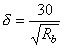 δ = 30 / √R_b